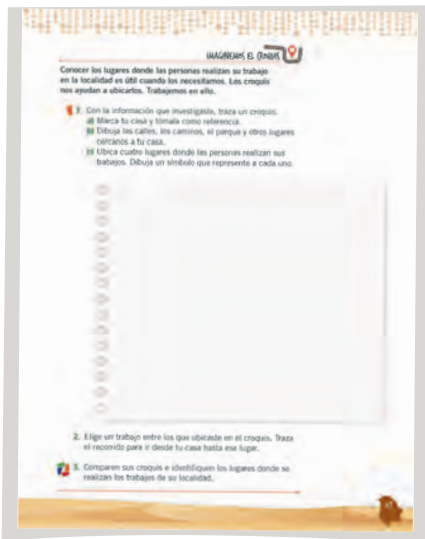 IMAGINEMOS EL CROQUIS
Conocer los lugares donde las personas realizan su trabajo
en la localidad es útil cuando los necesitamos. Los croquis
nos ayudan a ubicarlos. Trabajemos en ello.
1. Con la información que investigaste, traza un croquis.
a) Marca tu casa y tómala como referencia.
b) Dibuja las calles, los caminos, el parque y otros lugares
cercanos a tu casa.
c) Ubica cuatro lugares donde las personas realizan sus
trabajos. Dibuja un símbolo que represente a cada uno.
2. Elige un trabajo entre los que ubicaste en el croquis. Traza
el recorrido para ir desde tu casa hasta ese lugar.
3. Comparen sus croquis e identifiquen los lugares donde se
realizan los trabajos de su localidad.